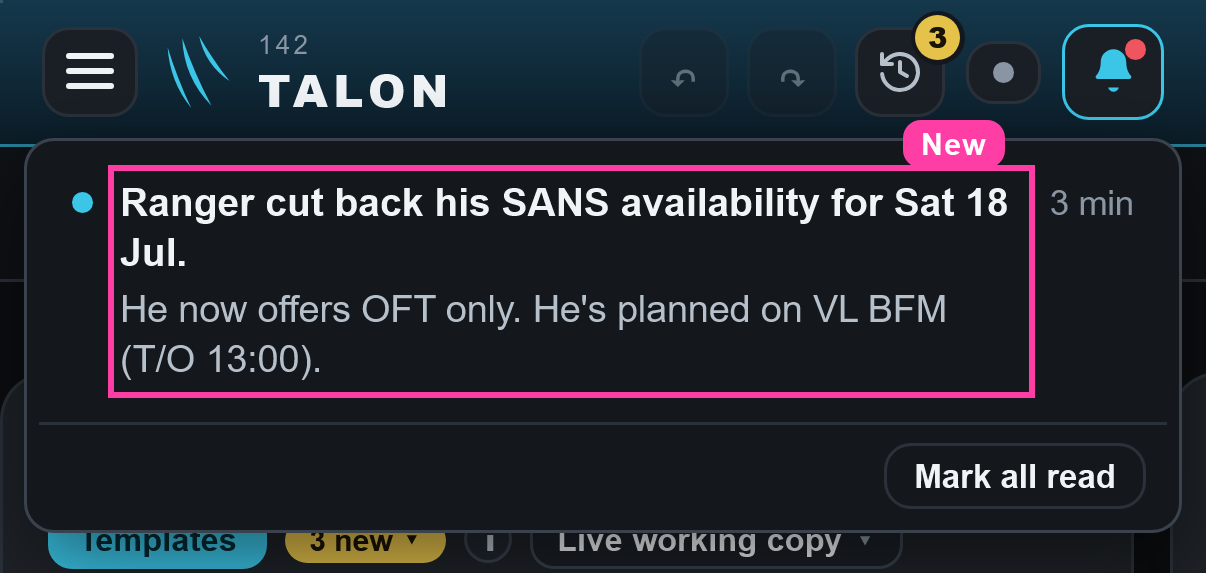 142
TALON
3
New
Ranger cut back his SANS availability for Sat 18
Jul.
3 min
He now offers OFT only. He's planned on VL BFM
(T/O 13:00).
Mark all read
Templates
3 new ▾
i
Live working copy ▾